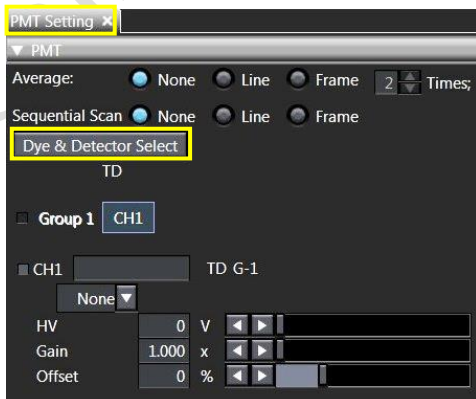 PMT Setting ×
▼ PMT
Average: None Line Frame 2 Times;
Sequential Scan None Line Frame
Dye & Detector Select
TD
Group 1 CH1
CH1 TD G-1
None ▼
HV 0 V
Gain 1.000 x
Offset 0 %